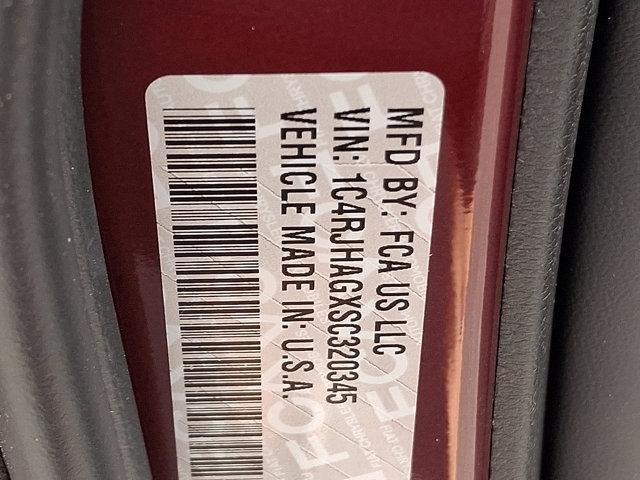 MFD BY: FCA US LLC
VIN: 1C4RJHAGXSC320345
VEHICLE MADE IN: U.S.A.